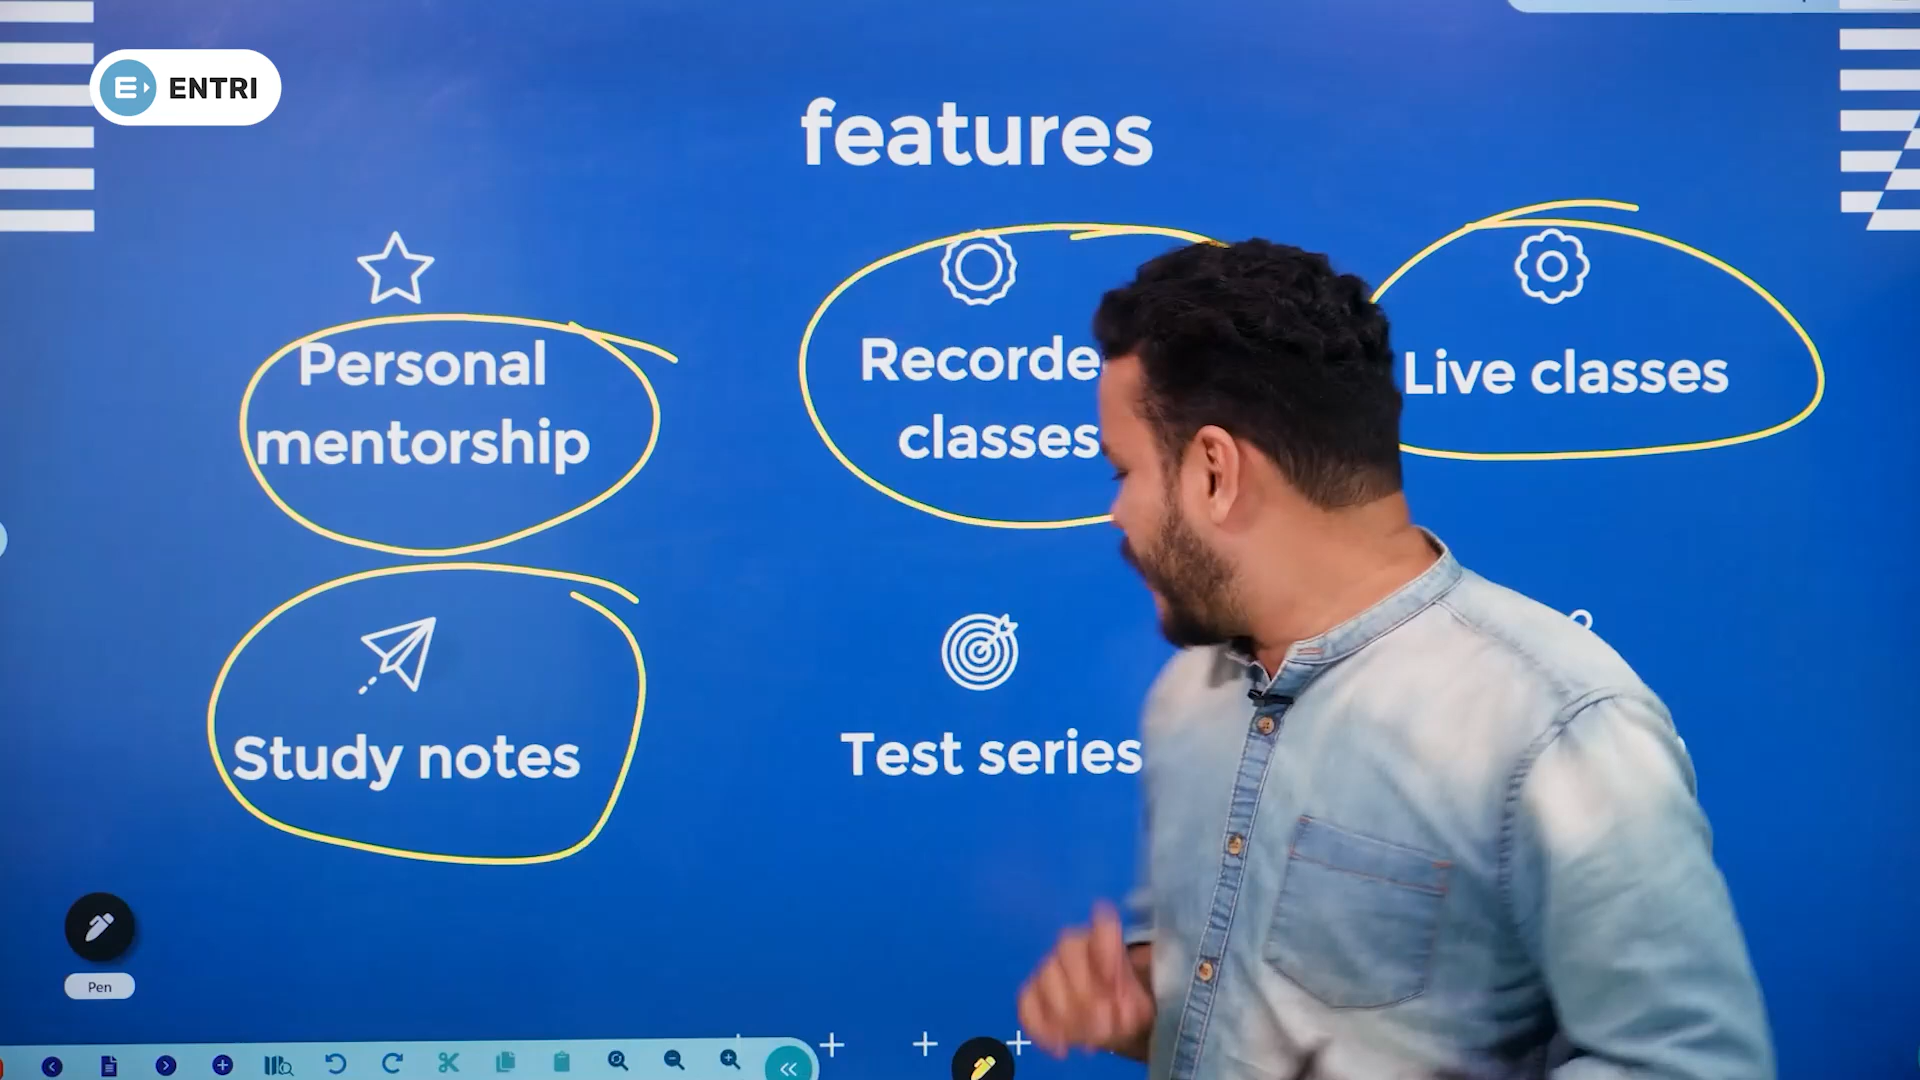 ENTRI
features
Personal
mentorship
Recorde
classes
Live classes
Study notes
Test series
Pen